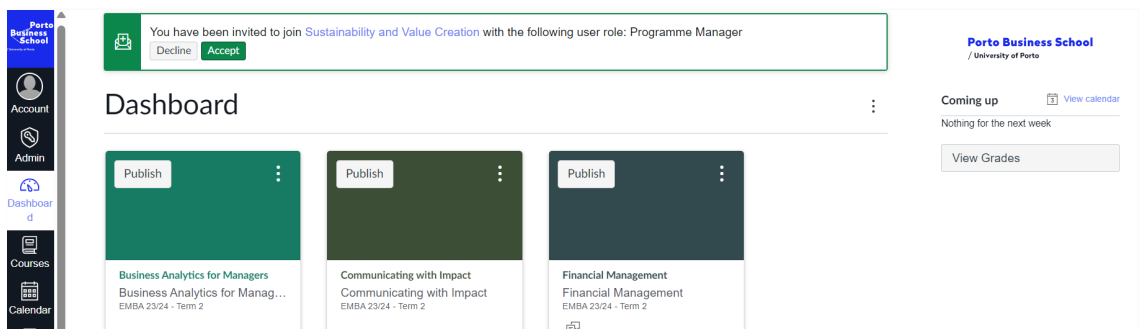 Porto
Business
School
Account
Admin
Dashboar
d
Courses
Calendar
You have been invited to join Sustainability and Value Creation with the following user role: Programme Manager
Decline Accept
Dashboard
Publish
Business Analytics for Managers
Business Analytics for Manag...
EMBA 23/24 - Term 2
Publish
Communicating with Impact
Communicating with Impact
EMBA 23/24 - Term 2
Publish
Financial Management
Financial Management
EMBA 23/24 - Term 2
Porto Business School
/ University of Porto
Coming up
3 View calendar
Nothing for the next week
View Grades